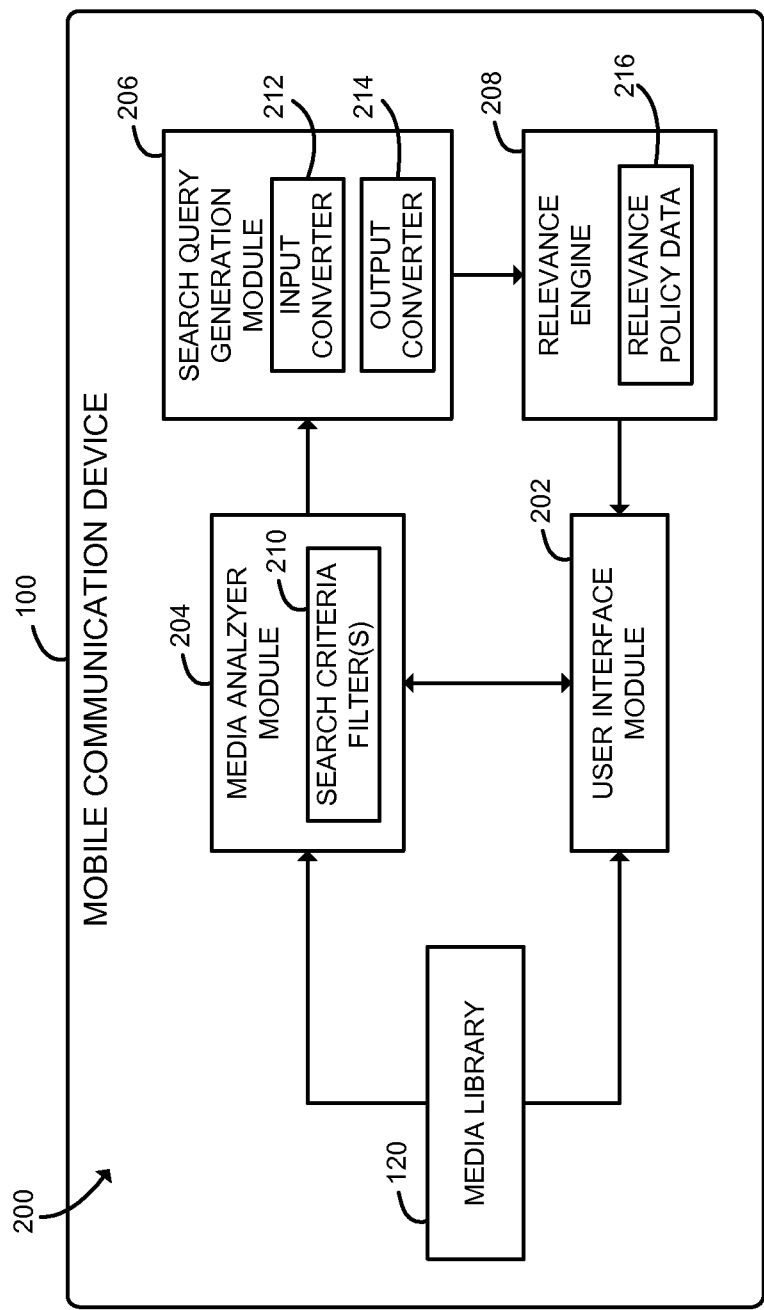 100
MOBILE COMMUNICATION DEVICE
200
204
MEDIA ANALZYER
MODULE
210
SEARCH CRITERIA
FILTER(S)
206
SEARCH QUERY
GENERATION
MODULE
212
INPUT
CONVERTER
214
OUTPUT
CONVERTER
120
MEDIA LIBRARY
202
USER INTERFACE
MODULE
208
RELEVANCE
ENGINE
216
RELEVANCE
POLICY DATA